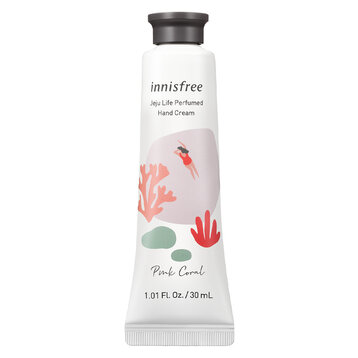 innisfree
Jeju Life Perfumed
Hand Cream
Pink Coral
1.01 Fl. Oz. / 30 mL